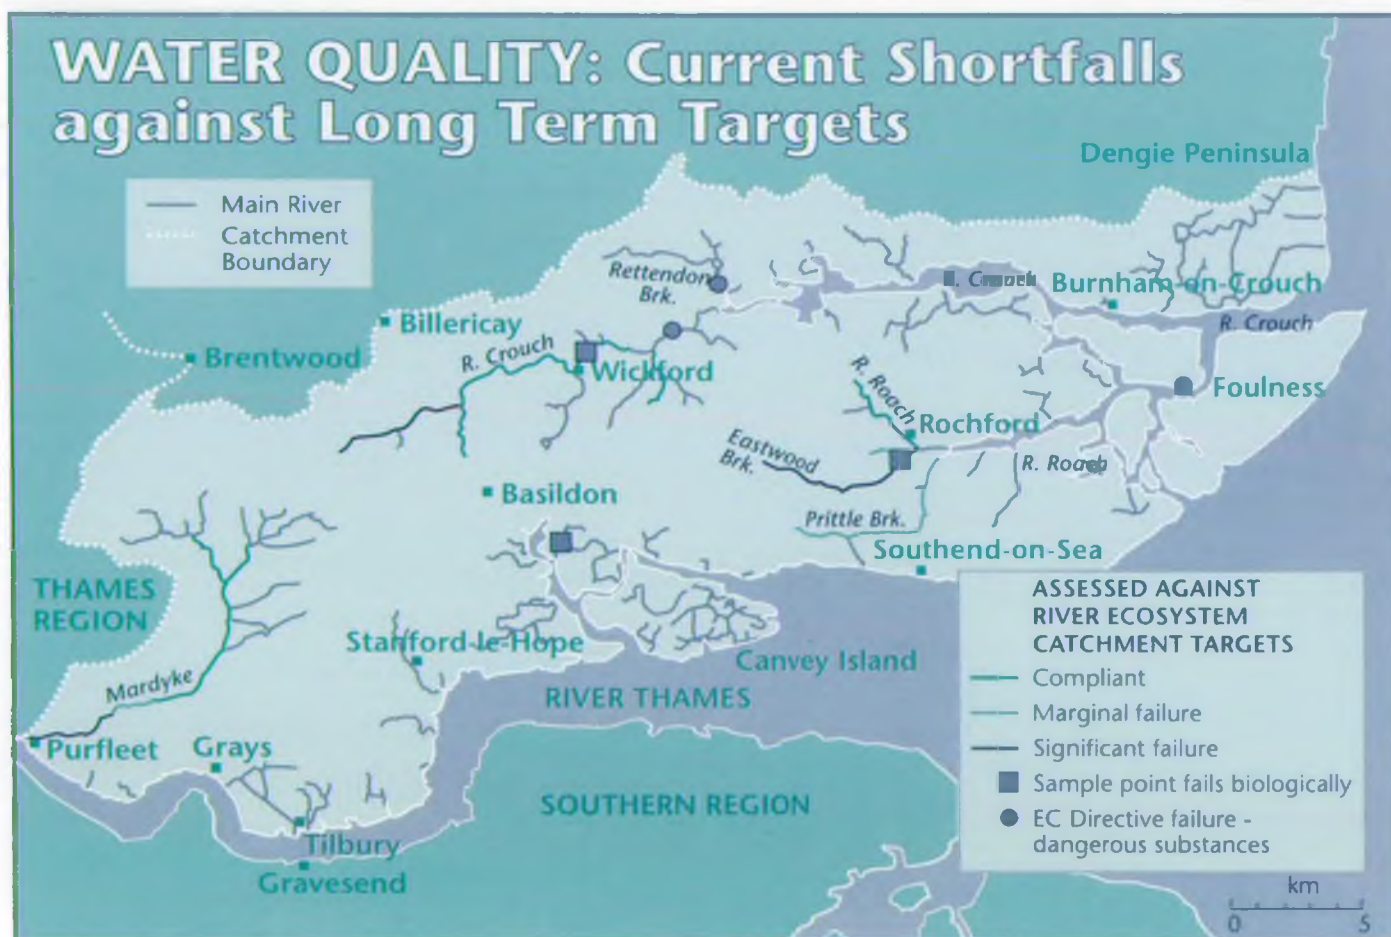 WATER QUALITY: Current Shortfalls
against Long Term Targets
Dengie Peninsula
Main River
Catchment
Boundary
Rettendon
Brk.
R. Crouch
Burnham-on-Crouch
R. Crouch
Billericay
Brentwood
R. Crouch
Wickford
R. Roach
Foulness
Rochford
Eastwood
Brk.
R. Roach
Basildon
Prittle Brk.
Southend-on-Sea
THAMES
REGION
Stanford-le-Hope
Canvey Island
Mardyke
RIVER THAMES
Purfleet
Grays
SOUTHERN REGION
Tilbury
Gravesend
ASSESSED AGAINST
RIVER ECOSYSTEM
CATCHMENT TARGETS
Compliant
Marginal failure
Significant failure
Sample point fails biologically
EC Directive failure -
dangerous substances
km
0 5